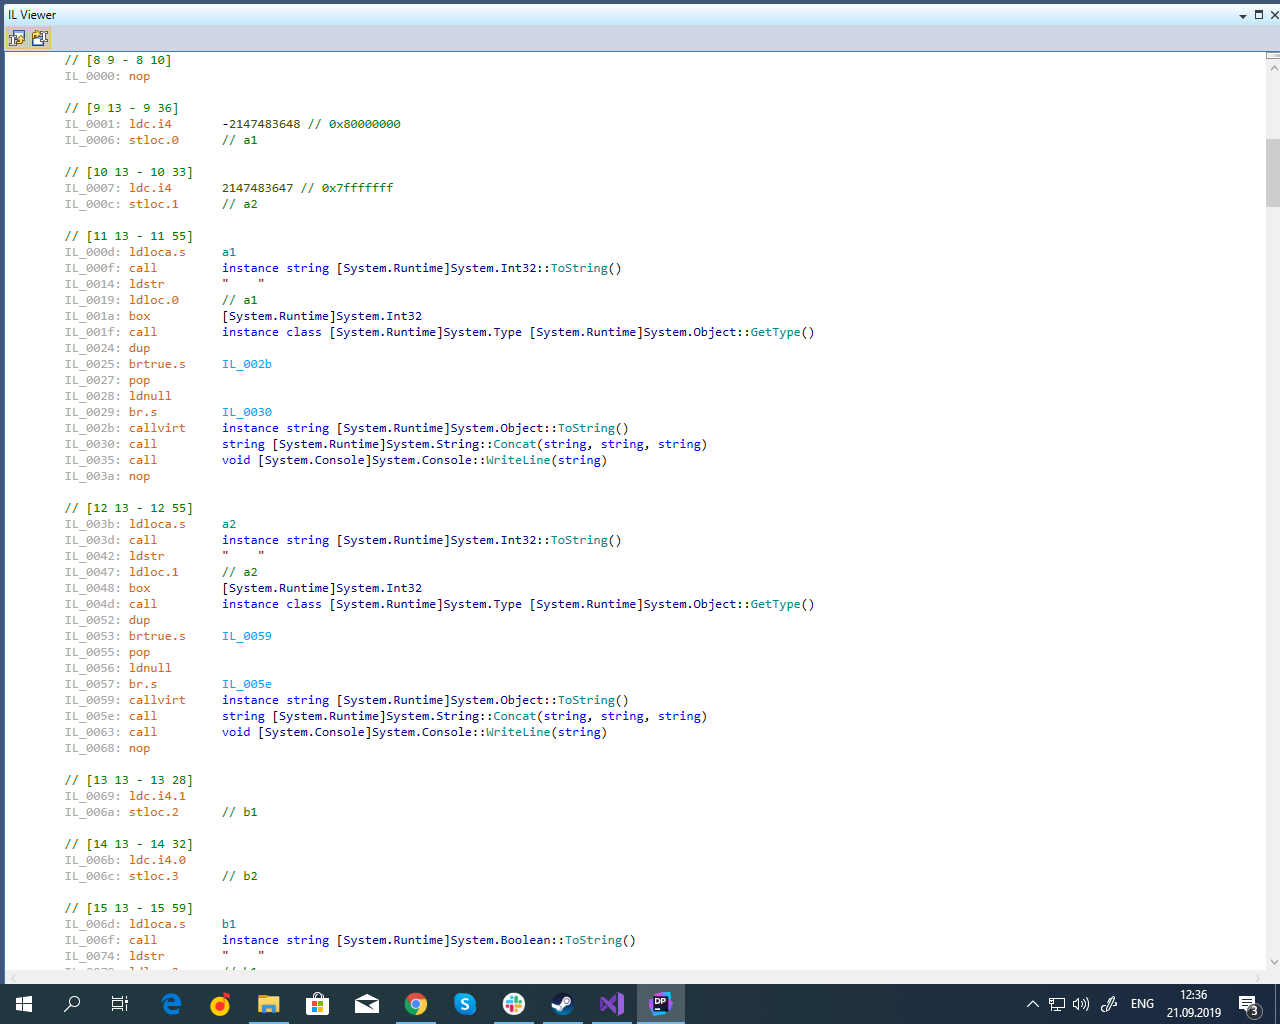 IL Viewer
// [8 9 - 8 10]
IL_0000: nop
// [9 13 - 9 36]
IL_0001: ldc.i4 -2147483648 // 0x80000000
IL_0006: stloc.0 // a1
// [10 13 - 10 33]
IL_0007: ldc.i4 2147483647 // 0x7fffffff
IL_000c: stloc.1 // a2
// [11 13 - 11 55]
IL_000d: ldloca.s a1
IL_000f: call instance string [System.Runtime]System.Int32::ToString()
IL_0014: ldstr "    "
IL_0019: ldloc.0 // a1
IL_001a: box [System.Runtime]System.Int32
IL_001f: call instance class [System.Runtime]System.Type [System.Runtime]System.Object::GetType()
IL_0024: dup
IL_0025: brtrue.s IL_002b
IL_0027: pop
IL_0028: ldnull
IL_0029: br.s IL_0030
IL_002b: callvirt instance string [System.Runtime]System.Object::ToString()
IL_0030: call string [System.Runtime]System.String::Concat(string, string, string)
IL_0035: call void [System.Console]System.Console::WriteLine(string)
IL_003a: nop
// [12 13 - 12 55]
IL_003b: ldloca.s a2
IL_003d: call instance string [System.Runtime]System.Int32::ToString()
IL_0042: ldstr "    "
IL_0047: ldloc.1 // a2
IL_0048: box [System.Runtime]System.Int32
IL_004d: call instance class [System.Runtime]System.Type [System.Runtime]System.Object::GetType()
IL_0052: dup
IL_0053: brtrue.s IL_0059
IL_0055: pop
IL_0056: ldnull
IL_0057: br.s IL_005e
IL_0059: callvirt instance string [System.Runtime]System.Object::ToString()
IL_005e: call string [System.Runtime]System.String::Concat(string, string, string)
IL_0063: call void [System.Console]System.Console::WriteLine(string)
IL_0068: nop
// [13 13 - 13 28]
IL_0069: ldc.i4.1
IL_006a: stloc.2 // b1
// [14 13 - 14 32]
IL_006b: ldc.i4.0
IL_006c: stloc.3 // b2
// [15 13 - 15 59]
IL_006d: ldloca.s b1
IL_006f: call instance string [System.Runtime]System.Boolean::ToString()
IL_0074: ldstr "    "
DP
ENG
12:36
21.09.2019
3